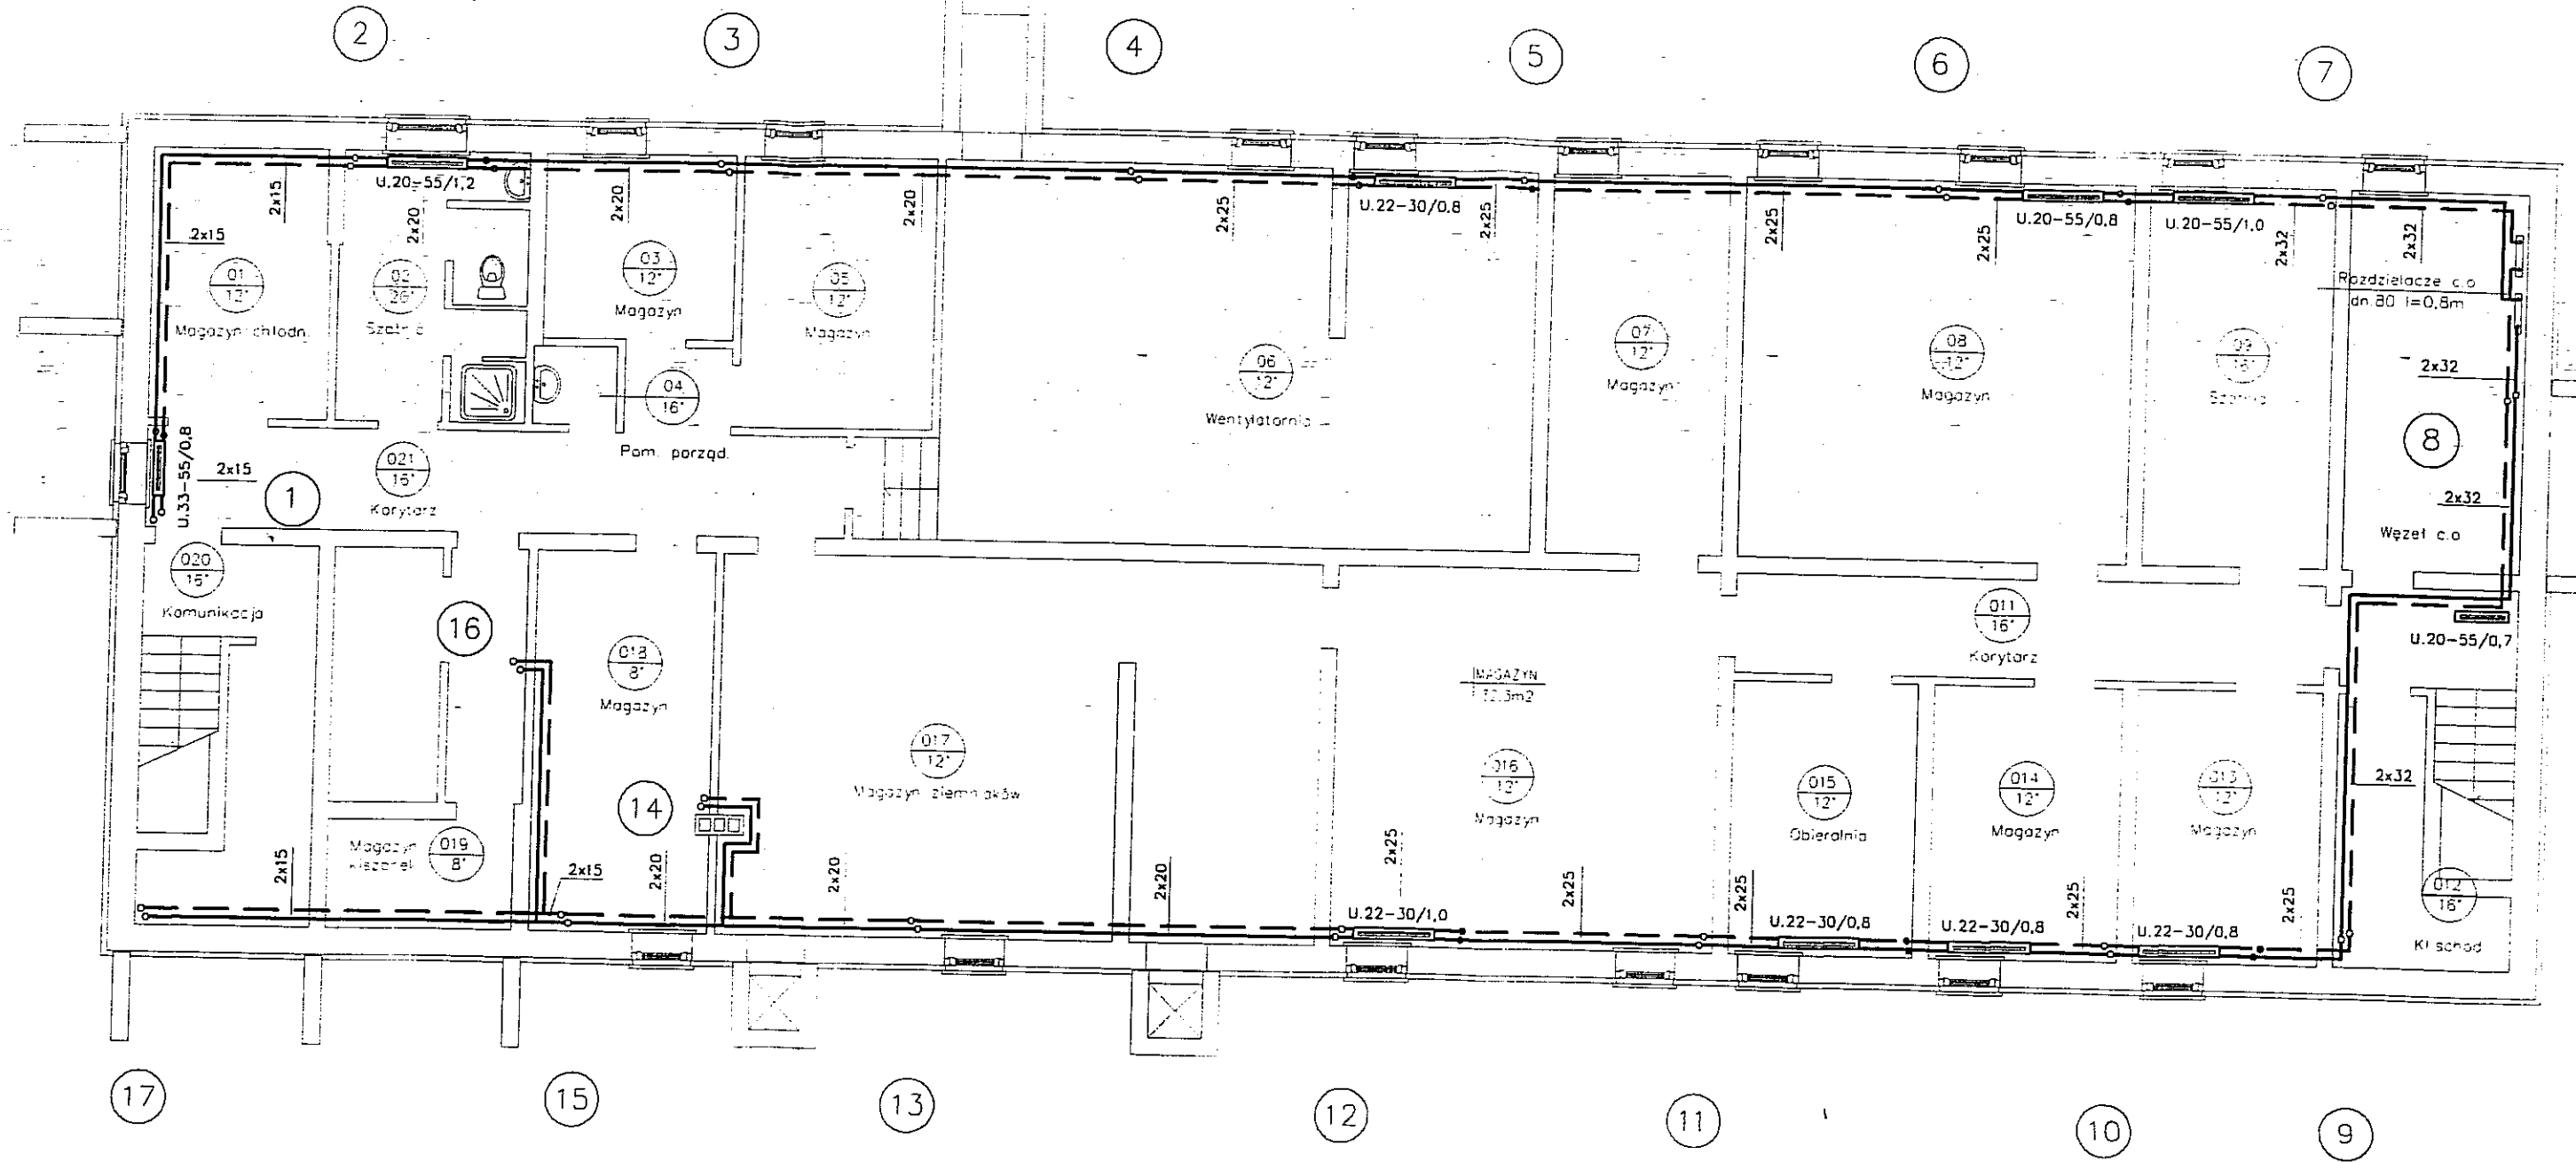 2
3
4
5
6
7
U.20-55/1,2
2x15
2x20
2x20
2x20
2x25
U.22-30/0.8
2x25
2x25
2x25
U.20-55/0,8
U.20-55/1,0
2x32
2x32
2x15
01
12°
Magazyn chłodn.
26°
03
12°
Magazyn
05
12°
Magazyn
04
16°
Pom. porząd.
06
12°
Wentylatornia
07
12°
Magazyn
08
12°
Magazyn
09
16°
Rozdzielacze c.o
dn.80 l=0,8m
2x32
8
2x32
Węzeł c.o
U.33-55/0,8
2x15
1
021
16°
Korytarz
020
16°
Komunikacja
16
018
8°
Magazyn
011
16°
Korytarz
U.20-55/0,7
MAGAZYN
12.3m2
017
12°
Magazyn ziemniaków
016
12°
Magazyn
015
12°
Obieralnia
014
12°
Magazyn
013
12°
Magazyn
2x32
14
Magazyn
kiszonek
019
8°
2x15
2x15
2x20
2x20
2x20
2x25
U.22-30/1,0
2x25
2x25
U.22-30/0,8
U.22-30/0,8
2x25
U.22-30/0,8
2x25
012
16°
Kl schod
17
15
13
12
11
10
9